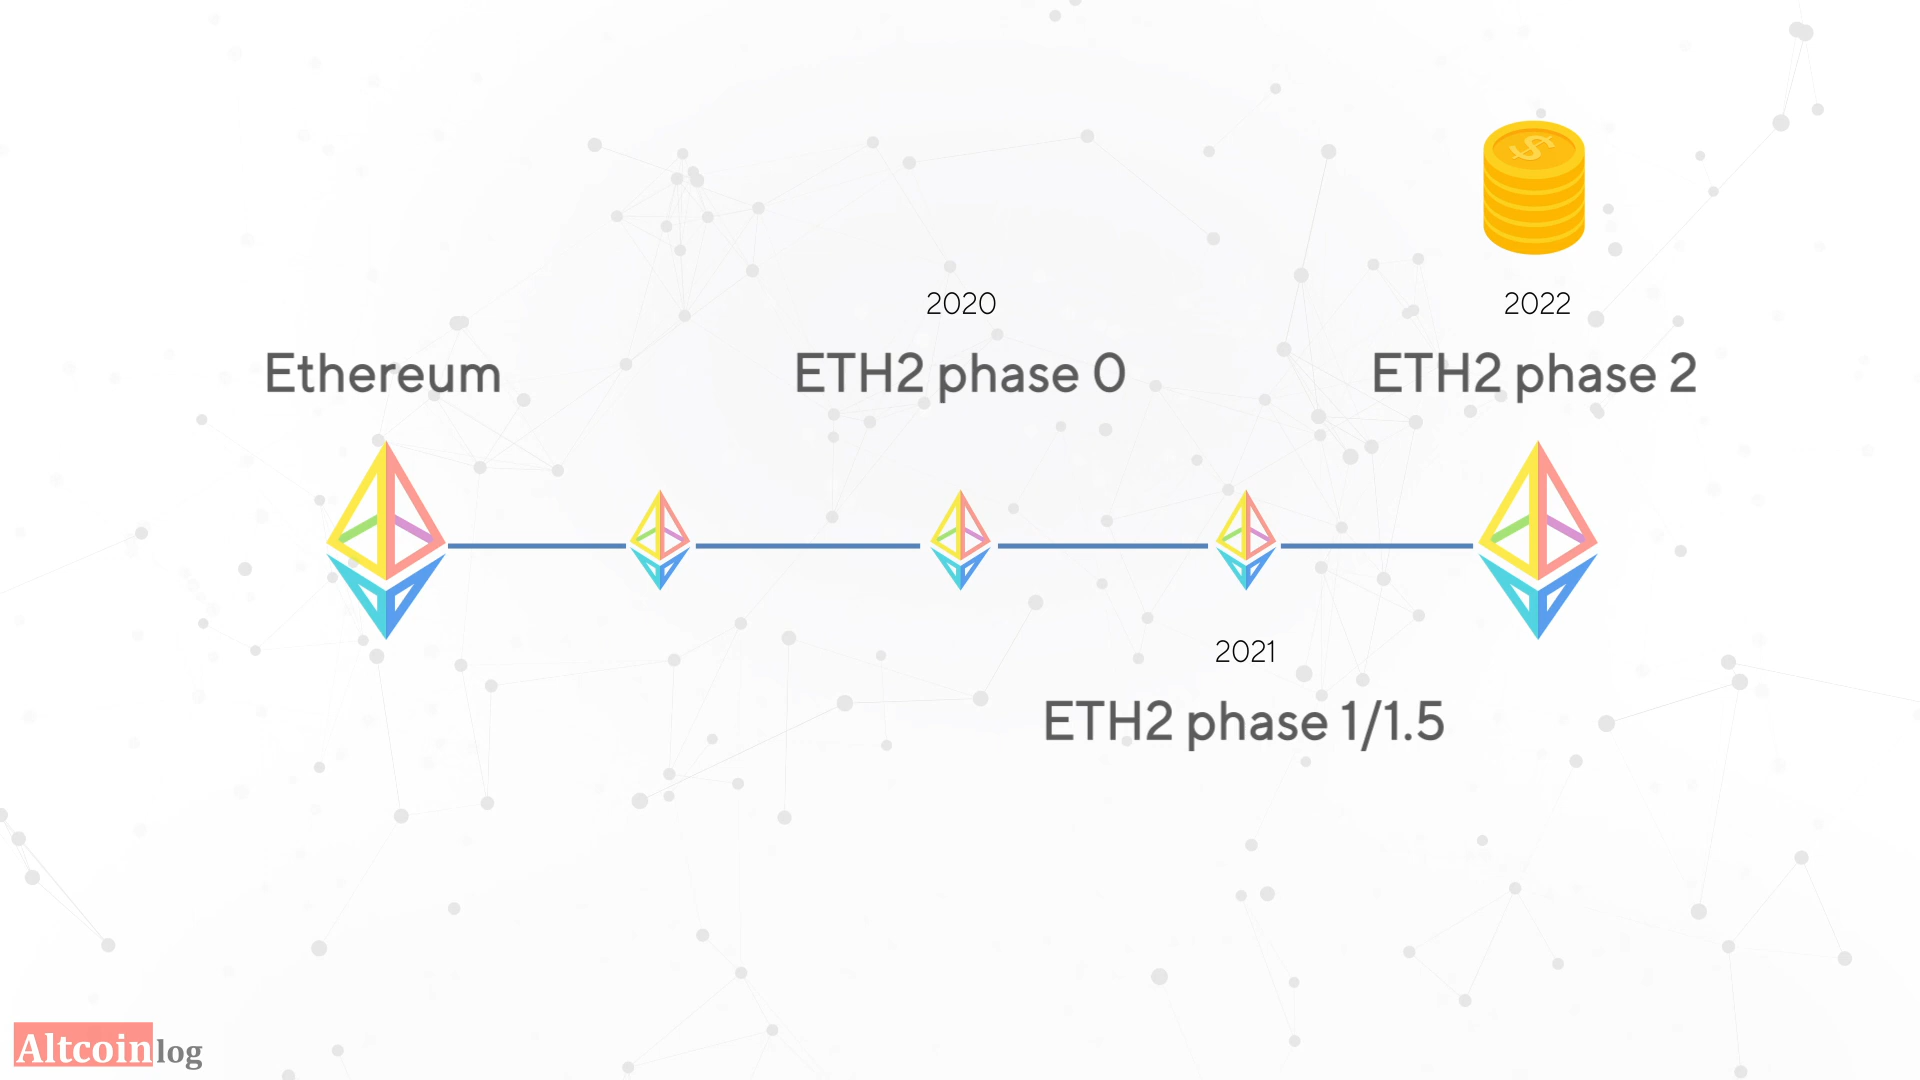 2020
2022
Ethereum
ETH2 phase 0
ETH2 phase 2
2021
ETH2 phase 1/1.5
Altcoinlog